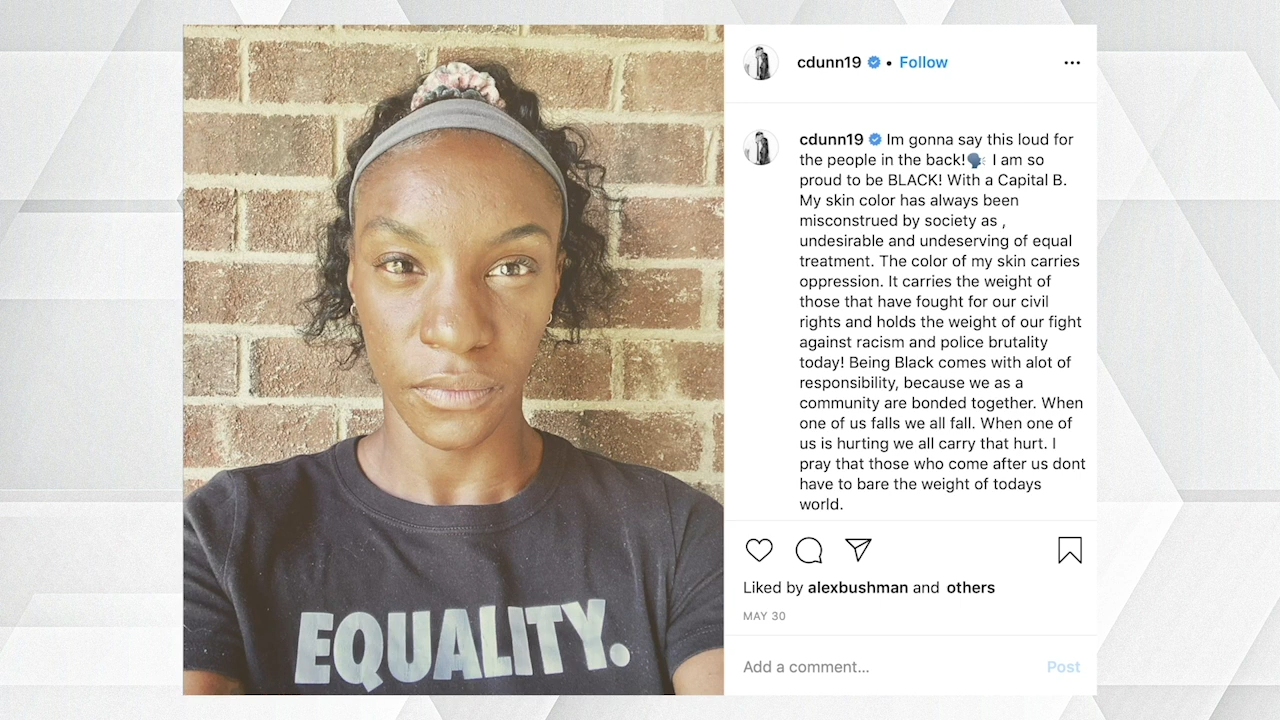 EQUALITY.
cdunn19 • Follow
cdunn19 Im gonna say this loud for
the people in the back!🗣 I am so
proud to be BLACK! With a Capital B.
My skin color has always been
misconstrued by society as ,
undesirable and undeserving of equal
treatment. The color of my skin carries
oppression. It carries the weight of
those that have fought for our civil
rights and holds the weight of our fight
against racism and police brutality
today! Being Black comes with alot of
responsibility, because we as a
community are bonded together. When
one of us falls we all fall. When one of
us is hurting we all carry that hurt. I
pray that those who come after us dont
have to bare the weight of todays
world.
Liked by alexbushman and others
MAY 30
Add a comment... Post